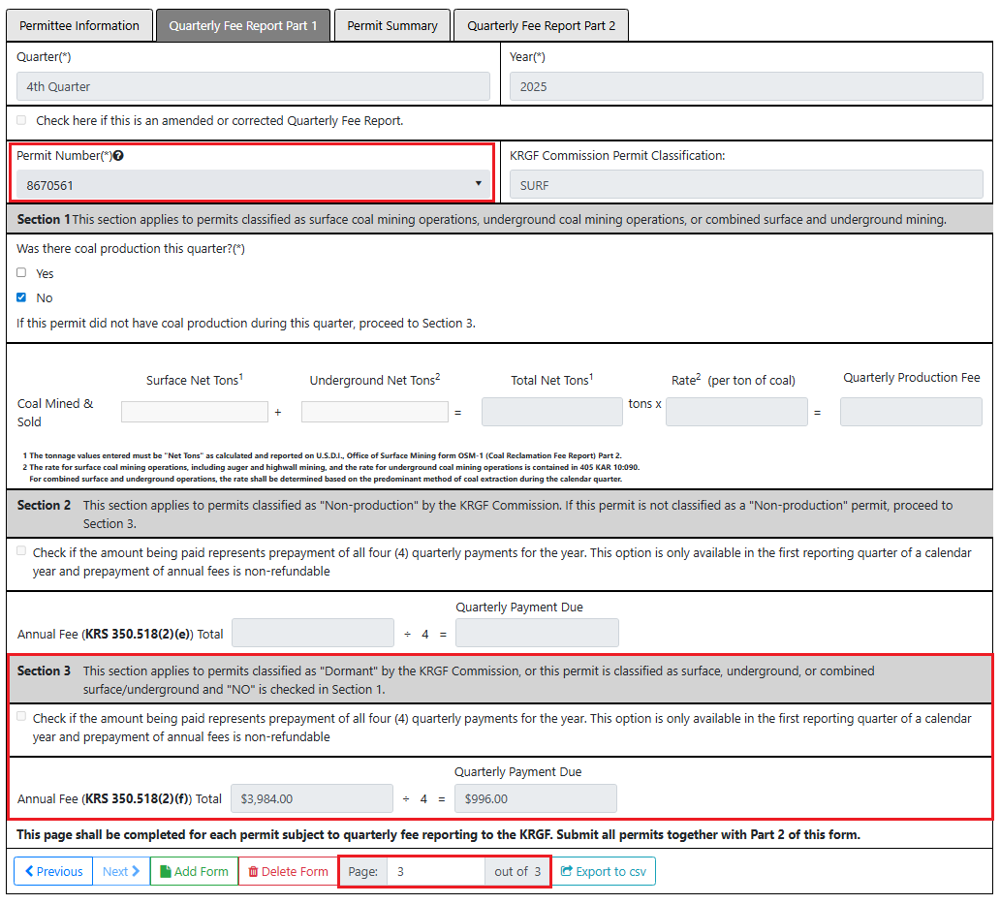 Permittee Information Quarterly Fee Report Part 1 Permit Summary Quarterly Fee Report Part 2
Quarter(*) Year(*)
4th Quarter 2025
Check here if this is an amended or corrected Quarterly Fee Report.
Permit Number(*)? KRGF Commission Permit Classification:
8670561 SURF
Section 1 This section applies to permits classified as surface coal mining operations, underground coal mining operations, or combined surface and underground mining.
Was there coal production this quarter?(*)
Yes
No
If this permit did not have coal production during this quarter, proceed to Section 3.
Surface Net Tons¹ Underground Net Tons² Total Net Tons¹ Rate² (per ton of coal) Quarterly Production Fee
Coal Mined & + = tons x =
Sold
1 The tonnage values entered must be "Net Tons" as calculated and reported on U.S.D.I., Office of Surface Mining form OSM-1 (Coal Reclamation Fee Report) Part 2.
2 The rate for surface coal mining operations, including auger and highwall mining, and the rate for underground coal mining operations is contained in 405 KAR 10:090.
For combined surface and underground operations, the rate shall be determined based on the predominant method of coal extraction during the calendar quarter.
Section 2 This section applies to permits classified as "Non-production" by the KRGF Commission. If this permit is not classified as a "Non-production" permit, proceed to
Section 3.
Check if the amount being paid represents prepayment of all four (4) quarterly payments for the year. This option is only available in the first reporting quarter of a calendar
year and prepayment of annual fees is non-refundable
Quarterly Payment Due
Annual Fee (KRS 350.518(2)(e)) Total ÷ 4 =
Section 3 This section applies to permits classified as "Dormant" by the KRGF Commission, or this permit is classified as surface, underground, or combined
surface/underground and "NO" is checked in Section 1.
Check if the amount being paid represents prepayment of all four (4) quarterly payments for the year. This option is only available in the first reporting quarter of a calendar
year and prepayment of annual fees is non-refundable
Quarterly Payment Due
Annual Fee (KRS 350.518(2)(f)) Total $3,984.00 ÷ 4 = $996.00
This page shall be completed for each permit subject to quarterly fee reporting to the KRGF. Submit all permits together with Part 2 of this form.
Previous Next Add Form Delete Form Page: 3 out of 3 Export to csv